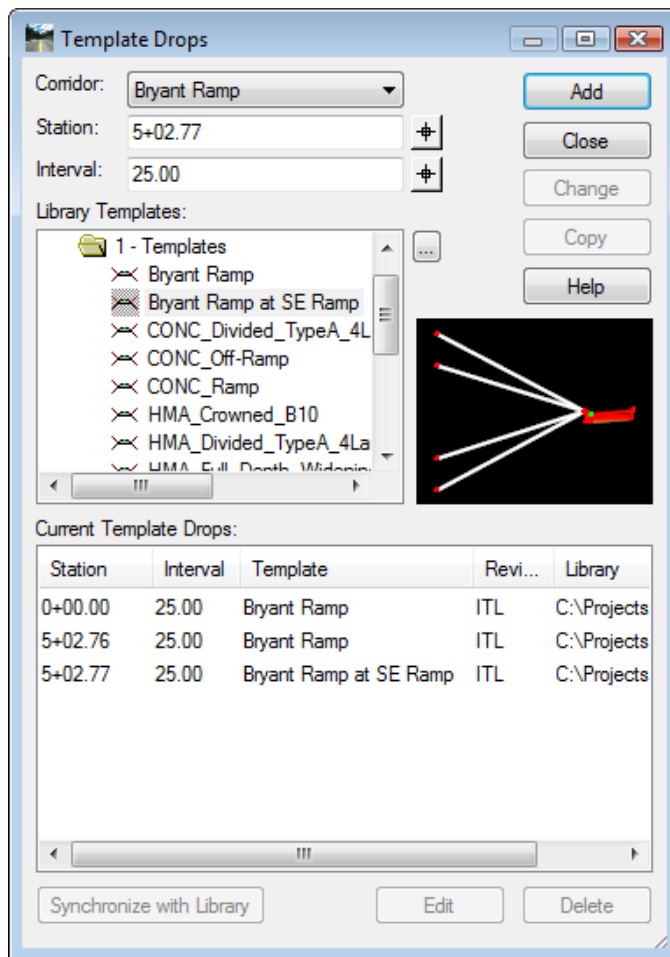 Template Drops
Corridor: Bryant Ramp
Add
Station: 5+02.77
Close
Interval: 25.00
Change
Library Templates:
Copy
1 - Templates
...
Bryant Ramp
Help
Bryant Ramp at SE Ramp
CONC_Divided_TypeA_4L
CONC_Off-Ramp
CONC_Ramp
HMA_Crowned_B10
HMA_Divided_TypeA_4La
HMA_Full_Depth_Widening
Current Template Drops:
Station Interval Template Revi... Library
0+00.00 25.00 Bryant Ramp ITL C:\Projects
5+02.76 25.00 Bryant Ramp ITL C:\Projects
5+02.77 25.00 Bryant Ramp at SE Ramp ITL C:\Projects
Synchronize with Library Edit Delete